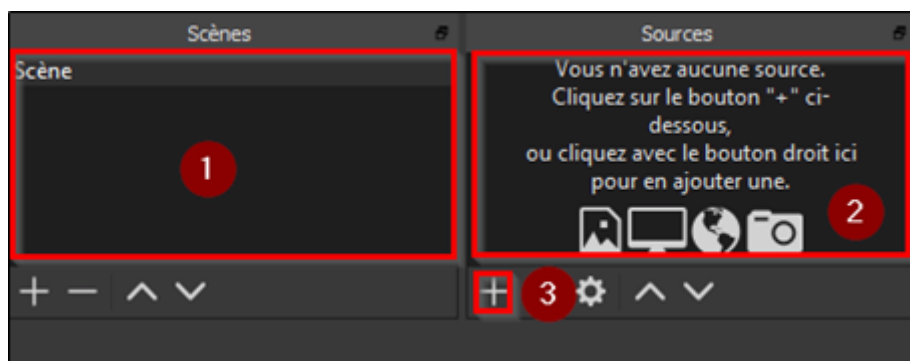 Scènes
Sources
Scène
Vous n'avez aucune source.
Cliquez sur le bouton "+" ci-
dessous,
ou cliquez avec le bouton droit ici
pour en ajouter une.
1
2
3